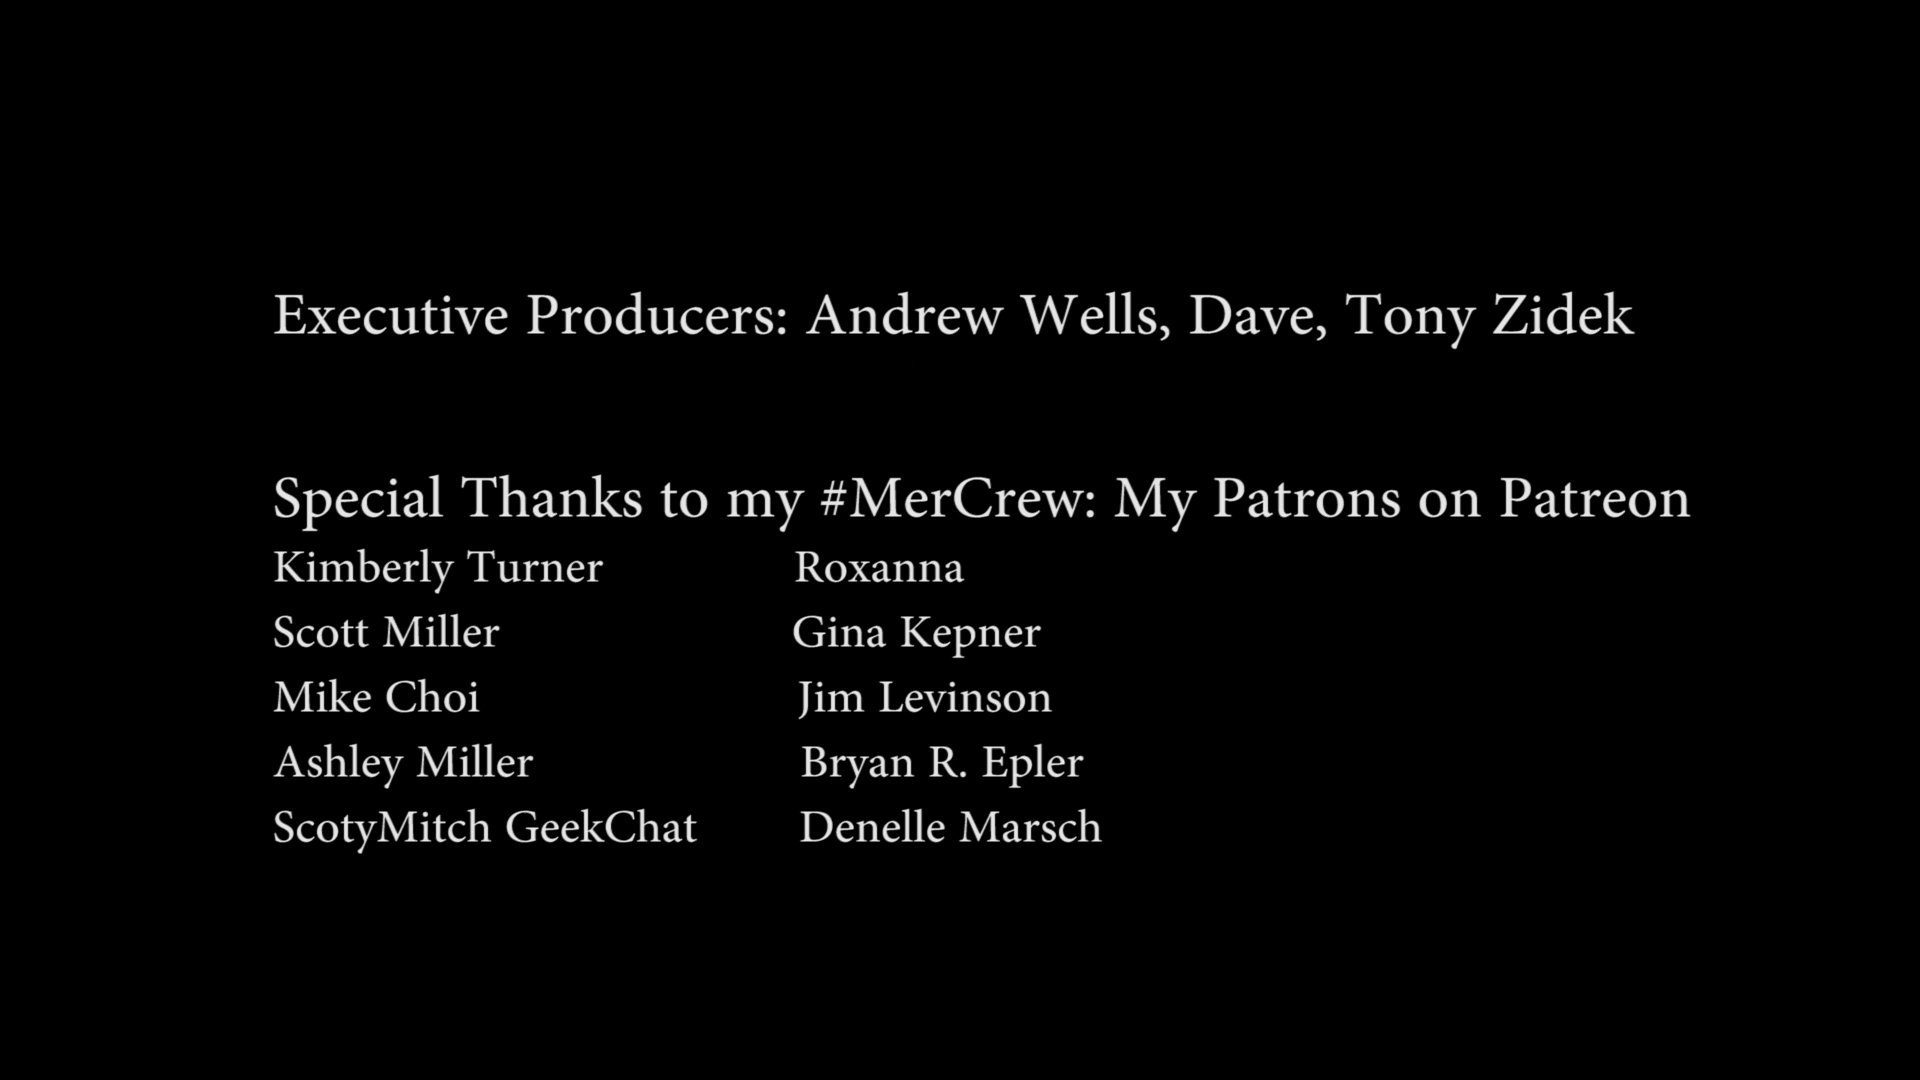 Executive Producers: Andrew Wells, Dave, Tony Zidek
Special Thanks to my #MerCrew: My Patrons on Patreon
Kimberly Turner Roxanna
Scott Miller Gina Kepner
Mike Choi Jim Levinson
Ashley Miller Bryan R. Epler
ScotyMitch GeekChat Denelle Marsch